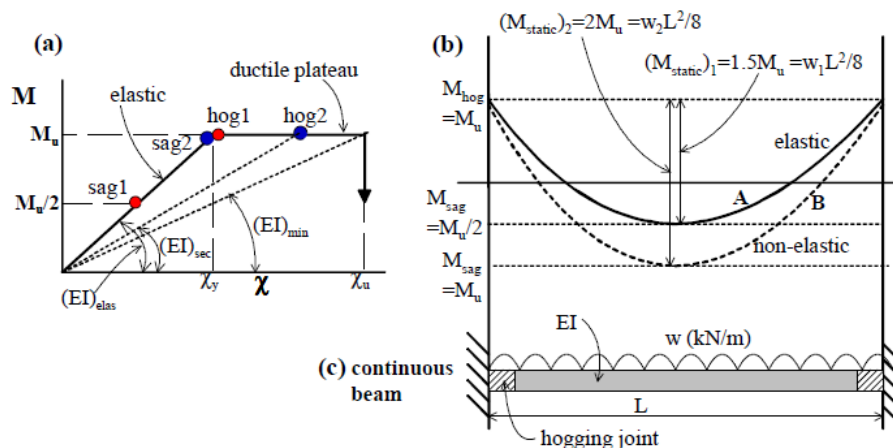 (a)
M
elastic
ductile plateau
hog1
hog2
Mᵤ
sag2
sag1
Mᵤ/2
(EI)min
(EI)sec
(EI)elas
χy
χ
χu
(b)
(Mstatic)₂=2Mᵤ =w₂L²/8
(Mstatic)₁=1.5Mᵤ =w₁L²/8
Mhog
=Mᵤ
elastic
A
B
Msag
=Mᵤ/2
non-elastic
Msag
=Mᵤ
EI
w (kN/m)
(c) continuous
beam
L
hogging joint